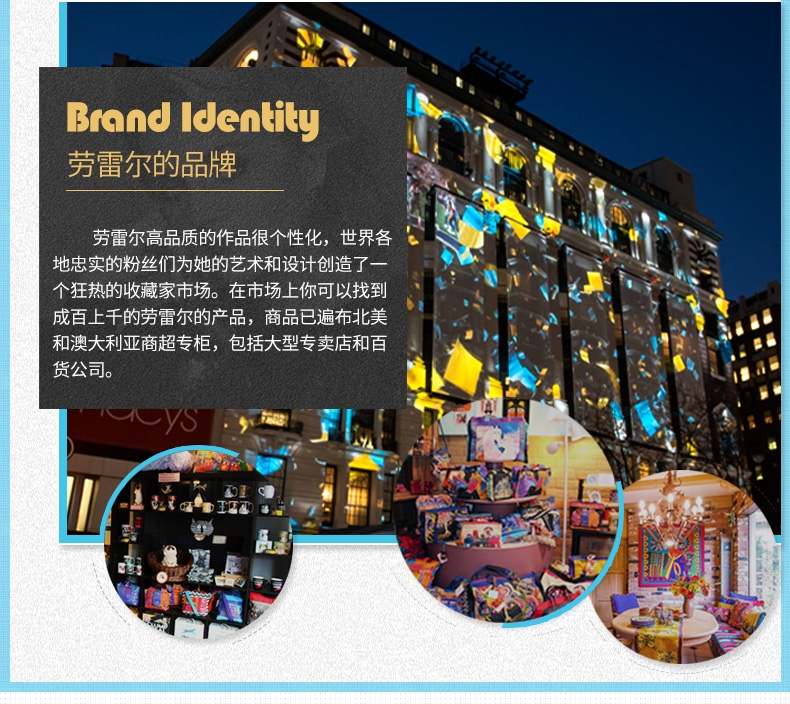 Brand Identity
劳雷尔的品牌
劳雷尔高品质的作品很个性化，世界各
地忠实的粉丝们为她的艺术和设计创造了一
个狂热的收藏家市场。在市场上你可以找到
成百上千的劳雷尔的产品，商品已遍布北美
和澳大利亚商超专柜，包括大型专卖店和百
货公司。
macys